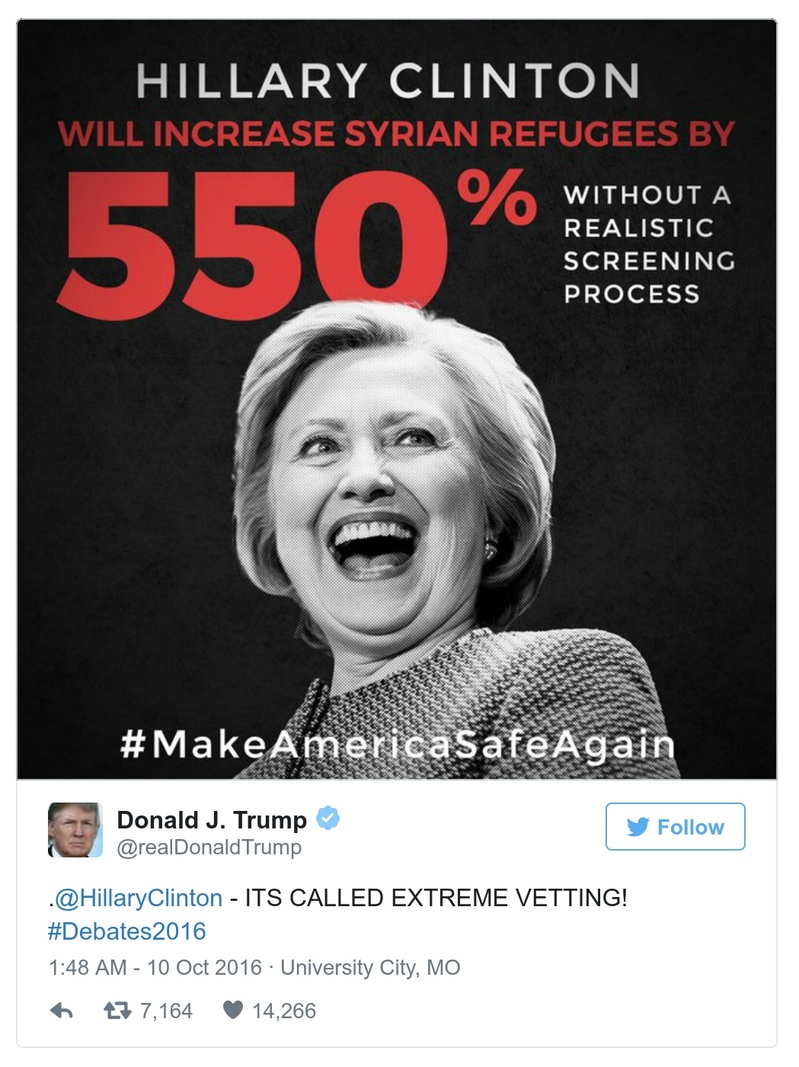 HILLARY CLINTON
WILL INCREASE SYRIAN REFUGEES BY
550%
WITHOUT A
REALISTIC
SCREENING
PROCESS
#MakeAmericaSafeAgain
Donald J. Trump
@realDonaldTrump
Follow
.@HillaryClinton - ITS CALLED EXTREME VETTING!
#Debates2016
1:48 AM - 10 Oct 2016 · University City, MO
7,164 14,266